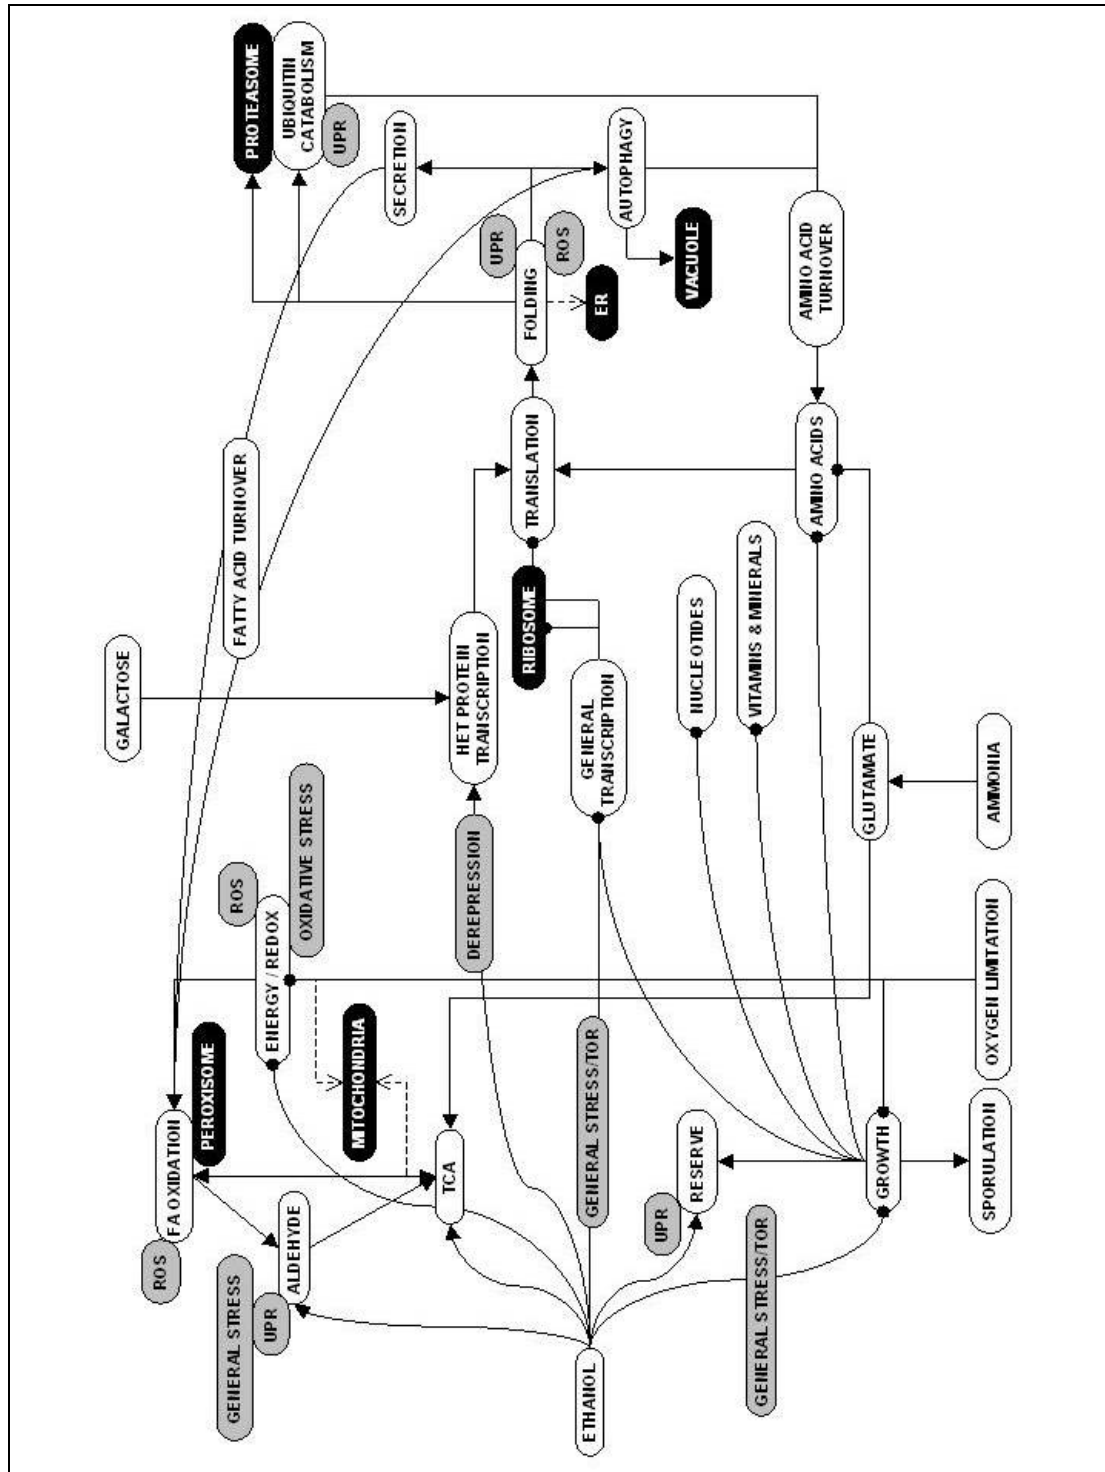 GALACTOSE
FATTY ACID TURNOVER
PROTEASOME
UBIQUITIN
CATABOLISM
UPR
SECRETION
FA OXIDATION
ROS
PEROXISOME
ENERGY / REDOX
ROS
OXIDATIVE STRESS
GENERAL STRESS
UPR
ALDEHYDE
MITOCHONDRIA
TCA
DEREPRESSION
HET PROTEIN
TRANSCRIPTION
TRANSLATION
FOLDING
UPR
ROS
ER
AUTOPHAGY
VACUOLE
RIBOSOME
GENERAL
TRANSCRIPTION
GENERAL STRESS/TOR
ETHANOL
UPR
RESERVE
NUCLEOTIDES
VITAMINS & MINERALS
AMINO ACIDS
AMINO ACID
TURNOVER
GENERAL STRESS/TOR
GROWTH
GLUTAMATE
SPORULATION
OXYGEN LIMITATION
AMMONIA